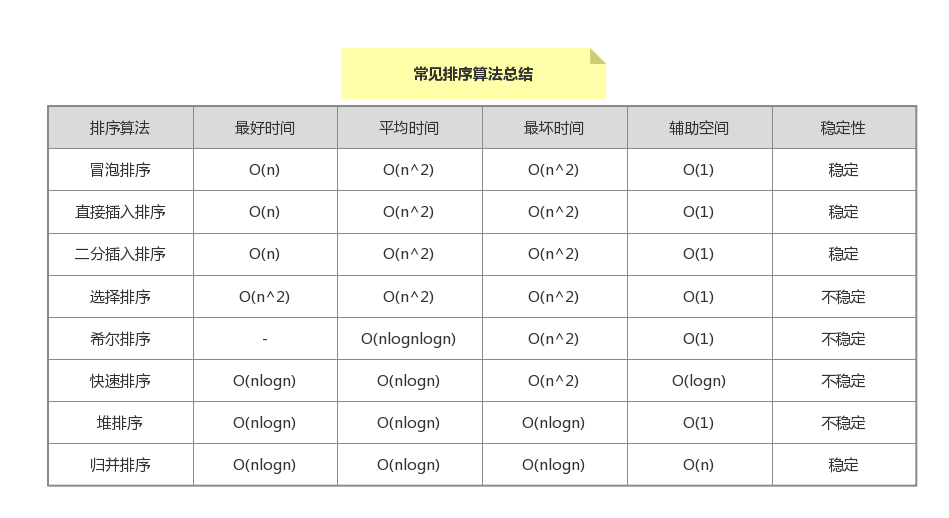 常见排序算法总结
排序算法 最好时间 平均时间 最坏时间 辅助空间 稳定性
冒泡排序 O(n) O(n^2) O(n^2) O(1) 稳定
直接插入排序 O(n) O(n^2) O(n^2) O(1) 稳定
二分插入排序 O(n) O(n^2) O(n^2) O(1) 稳定
选择排序 O(n^2) O(n^2) O(n^2) O(1) 不稳定
希尔排序 - O(nlognlogn) O(n^2) O(1) 不稳定
快速排序 O(nlogn) O(nlogn) O(n^2) O(logn) 不稳定
堆排序 O(nlogn) O(nlogn) O(nlogn) O(1) 不稳定
归并排序 O(nlogn) O(nlogn) O(nlogn) O(n) 稳定